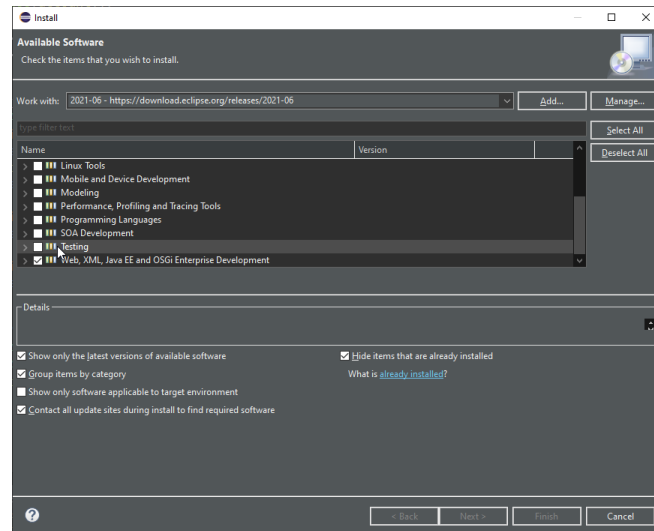 Install
Available Software
Check the items that you wish to install.
Work with: 2021-06 - https://download.eclipse.org/releases/2021-06 Add... Manage...
type filter text Select All
Name Version Deselect All
Linux Tools
Mobile and Device Development
Modeling
Performance, Profiling and Tracing Tools
Programming Languages
SOA Development
Testing
Web, XML, Java EE and OSGi Enterprise Development
Details
Show only the latest versions of available software Hide items that are already installed
Group items by category What is already installed?
Show only software applicable to target environment
Contact all update sites during install to find required software
? < Back Next > Finish Cancel